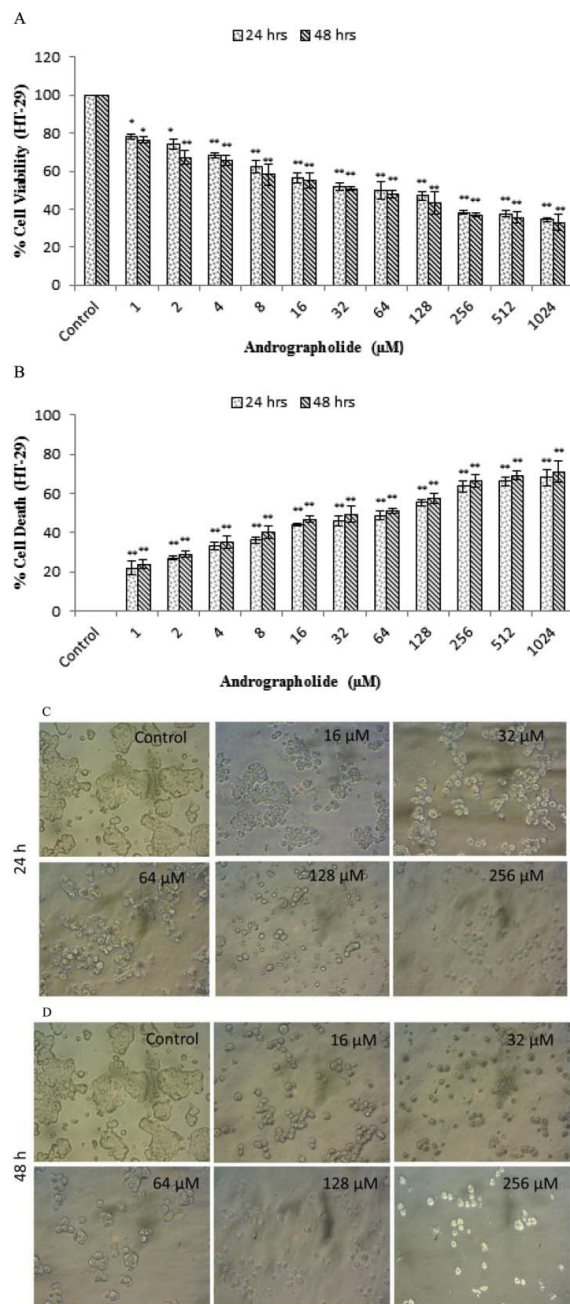 A
24 hrs 48 hrs
120
100
80
60
40
20
0
% Cell Viability (HT-29)
* *
* **
** **
** **
** **
** **
** **
** **
** **
** **
** **
Control 1 2 4 8 16 32 64 128 256 512 1024
Andrographolide (µM)
B
24 hrs 48 hrs
100
80
60
40
20
0
% Cell Death (HT-29)
** **
** **
** **
** **
** **
** **
** **
** **
** **
** **
** **
Control 1 2 4 8 16 32 64 128 256 512 1024
Andrographolide (µM)
C
24 h
Control 16 µM 32 µM
64 µM 128 µM 256 µM
D
48 h
Control 16 µM 32 µM
64 µM 128 µM 256 µM